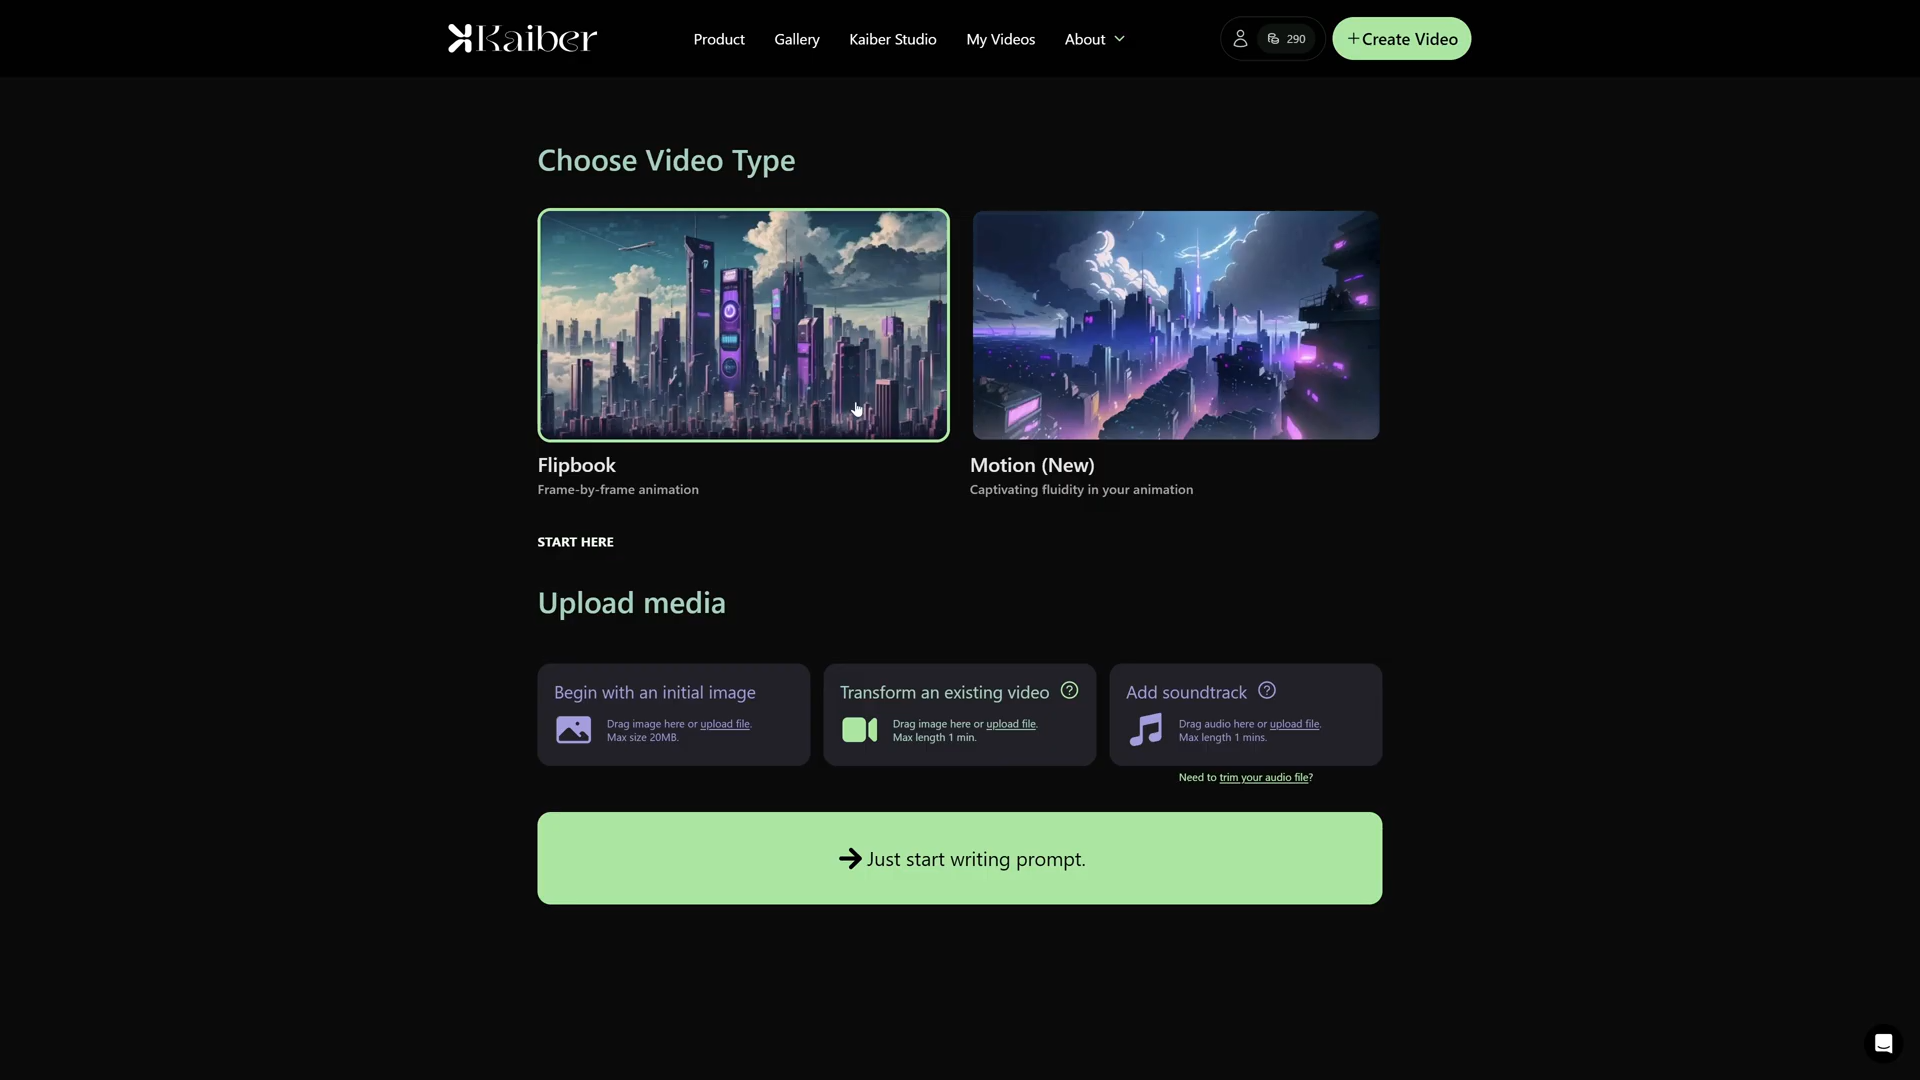 Kaiber
Product
Gallery
Kaiber Studio
My Videos
About
290
+Create Video
Choose Video Type
Flipbook
Frame-by-frame animation
Motion (New)
Captivating fluidity in your animation
START HERE
Upload media
Begin with an initial image
Drag image here or upload file.
Max size 20MB.
Transform an existing video ?
Drag image here or upload file.
Max length 1 min.
Add soundtrack ?
Drag audio here or upload file.
Max length 1 mins.
Need to trim your audio file?
Just start writing prompt.